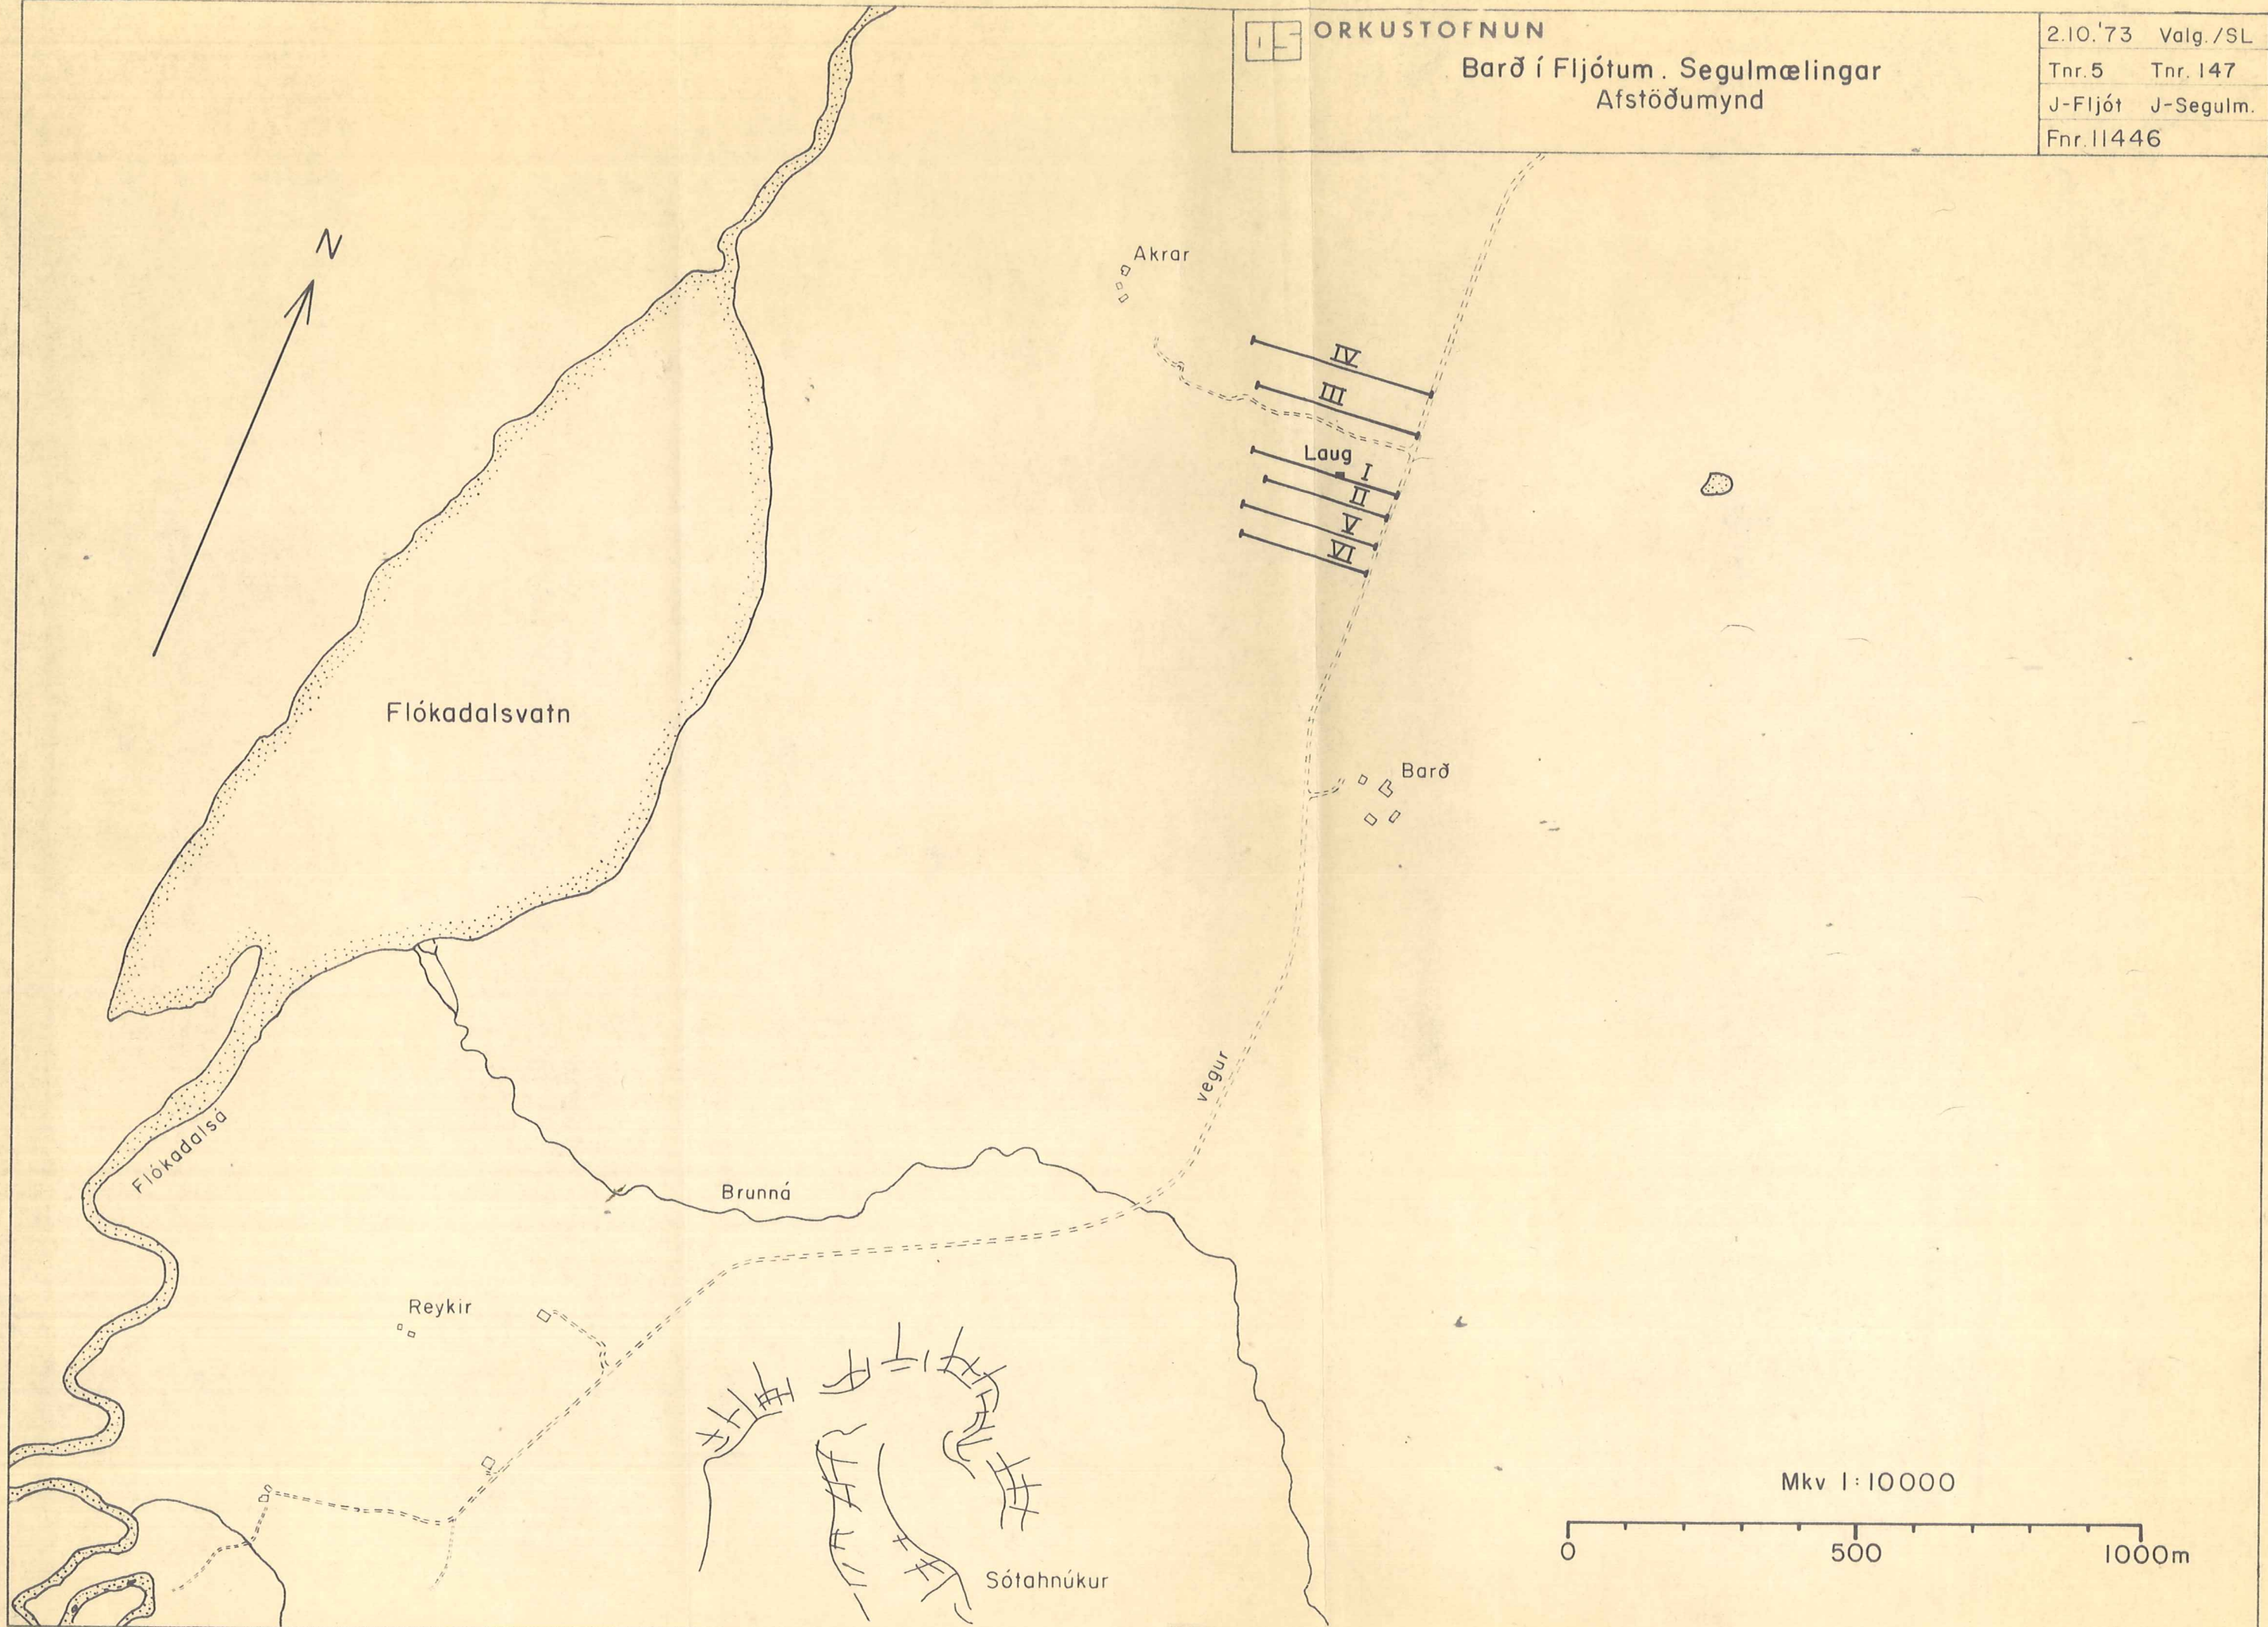 OS ORKUSTOFNUN
Barð í Fljótum. Segulmælingar
Afstöðumynd
2.10.'73 Valg./SL
Tnr. 5 Tnr. 147
J-Fljót J-Segulm.
Fnr. 11446
N
Akrar
IV
III
Laug
I
II
V
VI
Flókadalsvatn
Barð
vegur
Flókadalsá
Brunná
Reykir
Sótahnúkur
Mkv 1:10000
0 500 1000m